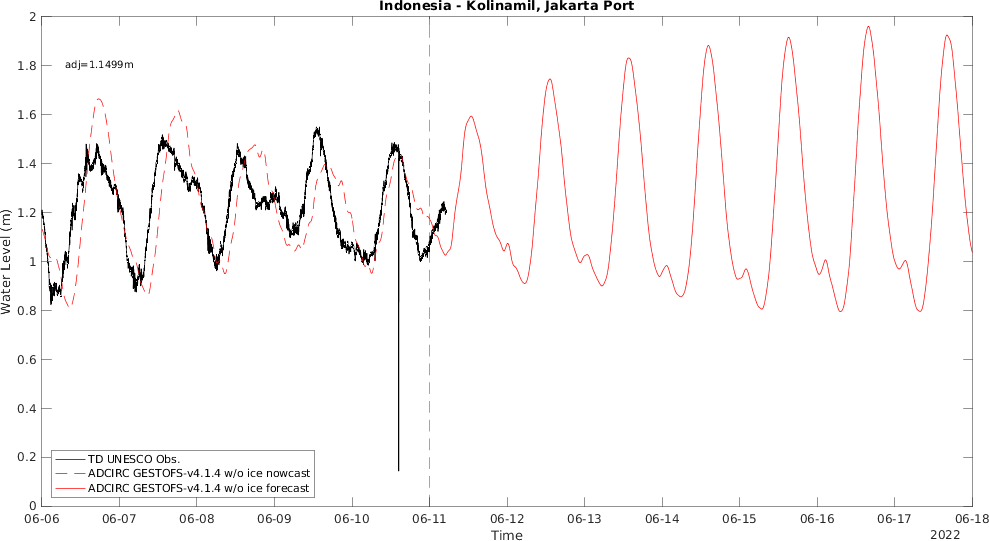 Indonesia - Kolinamil, Jakarta Port
adj=1.1499m
Water Level (m)
2
1.8
1.6
1.4
1.2
1
0.8
0.6
0.4
0.2
0
TD UNESCO Obs.
ADCIRC GESTOFS-v4.1.4 w/o ice nowcast
ADCIRC GESTOFS-v4.1.4 w/o ice forecast
06-06 06-07 06-08 06-09 06-10 06-11 06-12 06-13 06-14 06-15 06-16 06-17 06-18
Time
2022